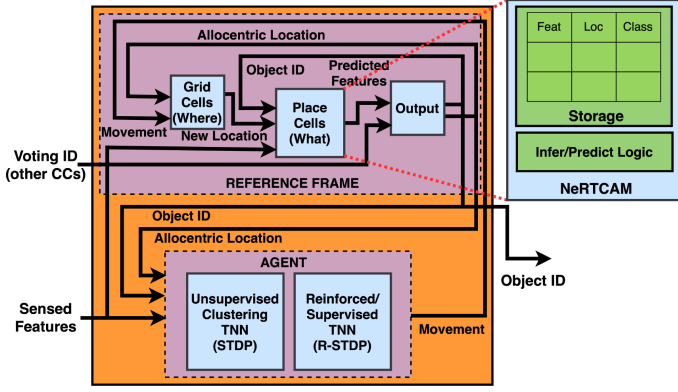 Allocentric Location
Object ID
Predicted
Features
Grid
Cells
(Where)
Place
Cells
(What)
Output
Movement
New Location
Voting ID
(other CCs)
REFERENCE FRAME
Feat Loc Class
Storage
Infer/Predict Logic
NeRTCAM
Object ID
Allocentric Location
AGENT
Object ID
Unsupervised
Clustering
TNN
(STDP)
Reinforced/
Supervised
TNN
(R-STDP)
Sensed
Features
Movement